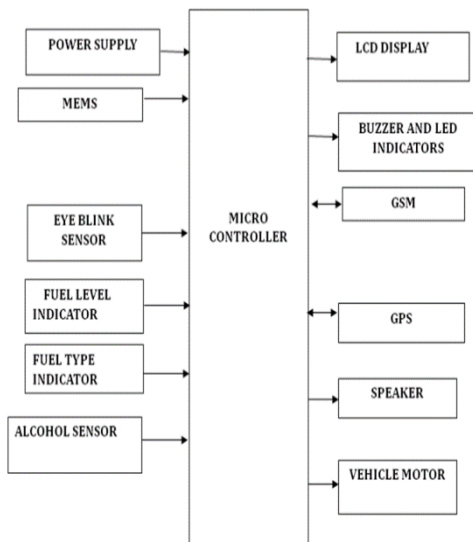 POWER SUPPLY
MEMS
EYE BLINK
SENSOR
FUEL LEVEL
INDICATOR
FUEL TYPE
INDICATOR
ALCOHOL SENSOR
MICRO
CONTROLLER
LCD DISPLAY
BUZZER AND LED
INDICATORS
GSM
GPS
SPEAKER
VEHICLE MOTOR